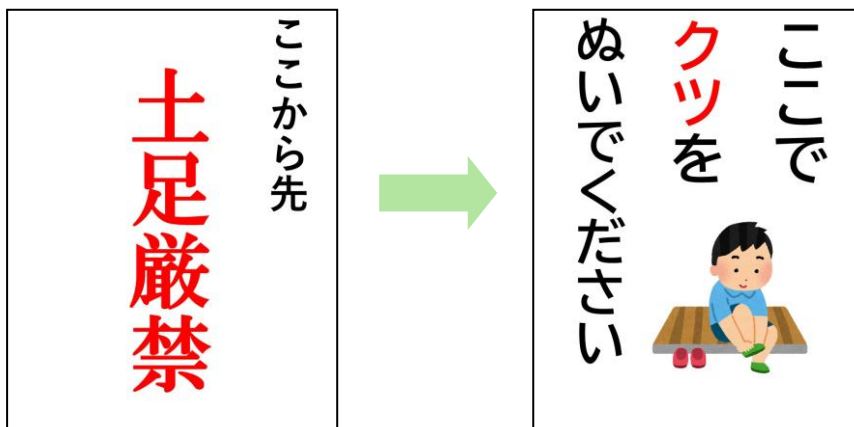 ここから先
土足厳禁
ここで
クツを
ぬいでください